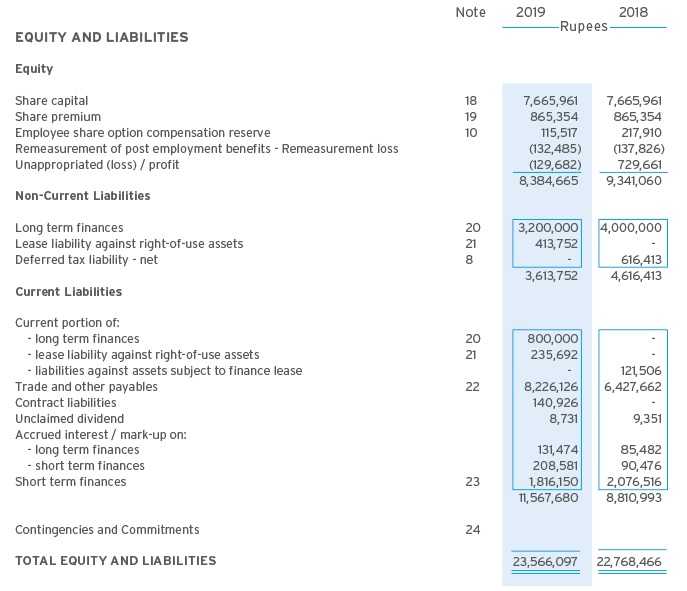 Note 2019 2018
Rupees
EQUITY AND LIABILITIES
Equity
Share capital 18 7,665,961 7,665,961
Share premium 19 865,354 865,354
Employee share option compensation reserve 10 115,517 217,910
Remeasurement of post employment benefits - Remeasurement loss (132,485) (137,826)
Unappropriated (loss) / profit (129,682) 729,661
8,384,665 9,341,060
Non-Current Liabilities
Long term finances 20 3,200,000 4,000,000
Lease liability against right-of-use assets 21 413,752 -
Deferred tax liability - net 8 - 616,413
3,613,752 4,616,413
Current Liabilities
Current portion of:
- long term finances 20 800,000 -
- lease liability against right-of-use assets 21 235,692 -
- liabilities against assets subject to finance lease - 121,506
Trade and other payables 22 8,226,126 6,427,662
Contract liabilities 140,926 -
Unclaimed dividend 8,731 9,351
Accrued interest / mark-up on:
- long term finances 131,474 85,482
- short term finances 208,581 90,476
Short term finances 23 1,816,150 2,076,516
11,567,680 8,810,993
Contingencies and Commitments 24
TOTAL EQUITY AND LIABILITIES 23,566,097 22,768,466